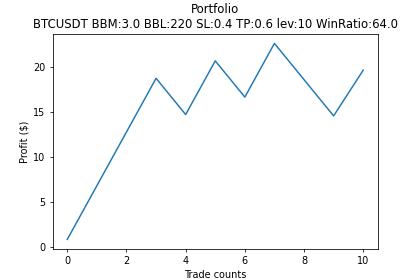 Portfolio
BTCUSDT BBM:3.0 BBL:220 SL:0.4 TP:0.6 lev:10 WinRatio:64.0
Profit ($)
20
15
10
5
0
0 2 4 6 8 10
Trade counts